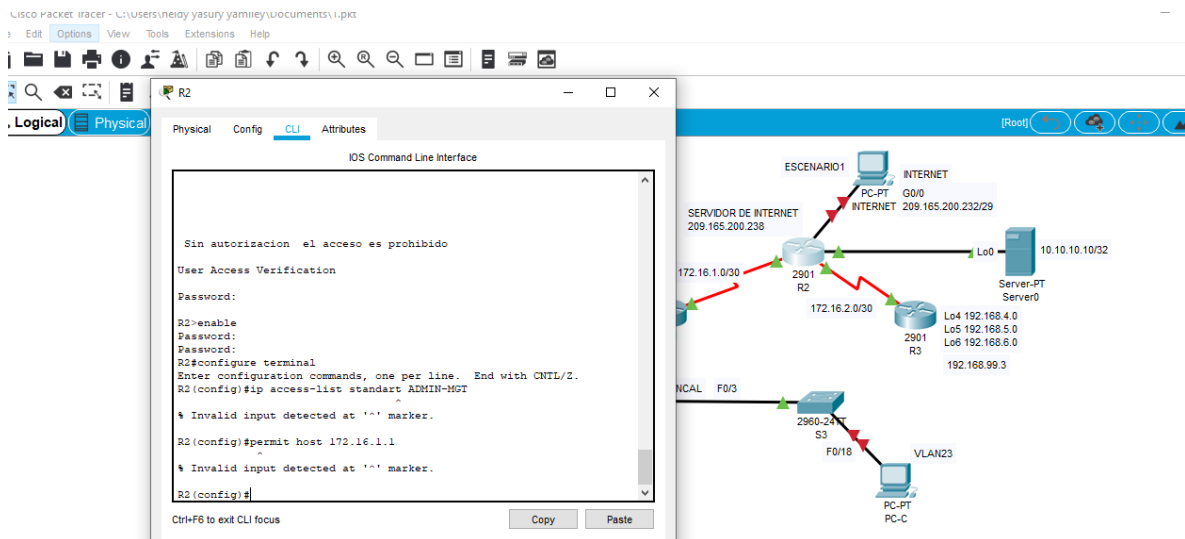 Cisco Packet Tracer - C:\Users\heidy yasury yamiley\Documents\1.pkt
Edit Options View Tools Extensions Help
Logical Physical [Root]
R2
Physical Config CLI Attributes
IOS Command Line Interface
Sin autorizacion el acceso es prohibido
User Access Verification
Password:
R2>enable
Password:
Password:
R2#configure terminal
Enter configuration commands, one per line. End with CNTL/Z.
R2(config)#ip access-list standart ADMIN-MGT
^
% Invalid input detected at '^' marker.
R2(config)#permit host 172.16.1.1
^
% Invalid input detected at '^' marker.
R2(config)#
Ctrl+F6 to exit CLI focus
Copy Paste
ESCENARIO1
INTERNET
PC-PT G0/0
INTERNET 209.165.200.232/29
SERVIDOR DE INTERNET
209.165.200.238
Lo0 10.10.10.10/32
Server-PT
Server0
172.16.1.0/30
2901
R2
172.16.2.0/30
2901
R3
Lo4 192.168.4.0
Lo5 192.168.5.0
Lo6 192.168.6.0
192.168.99.3
NCAL F0/3
2960-24TT
S3
F0/18
VLAN23
PC-PT
PC-C